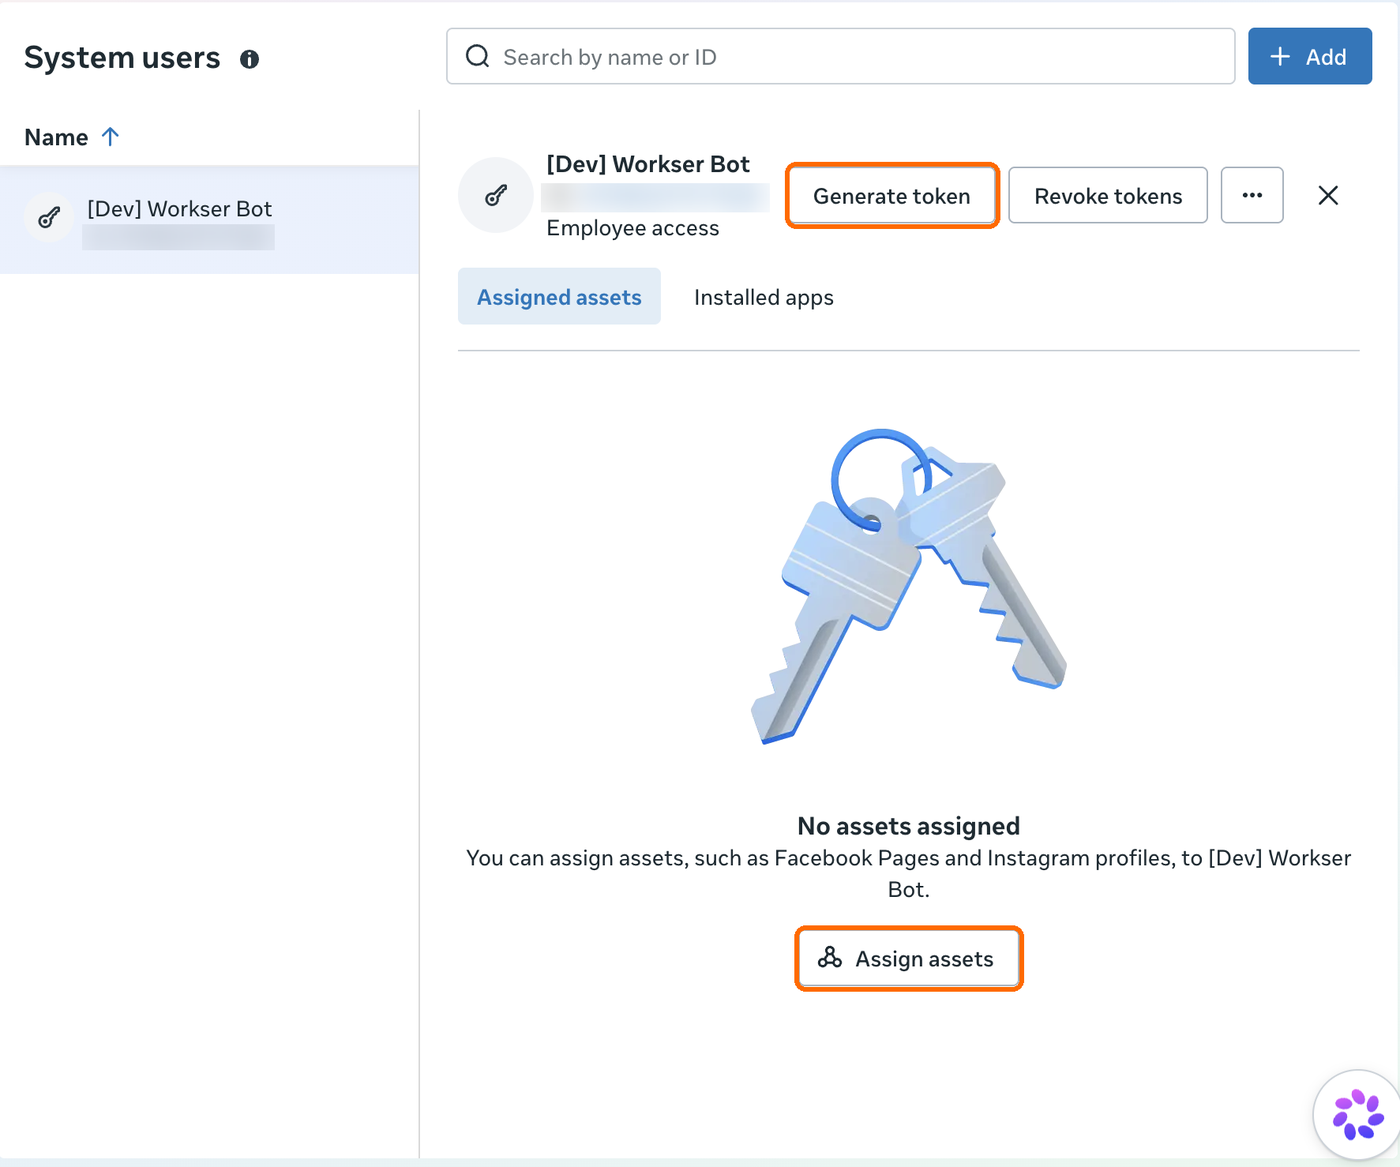 System users
Search by name or ID
Add
Name
[Dev] Workser Bot
[Dev] Workser Bot
Employee access
Generate token
Revoke tokens
Assigned assets
Installed apps
No assets assigned
You can assign assets, such as Facebook Pages and Instagram profiles, to [Dev] Workser
Bot.
Assign assets